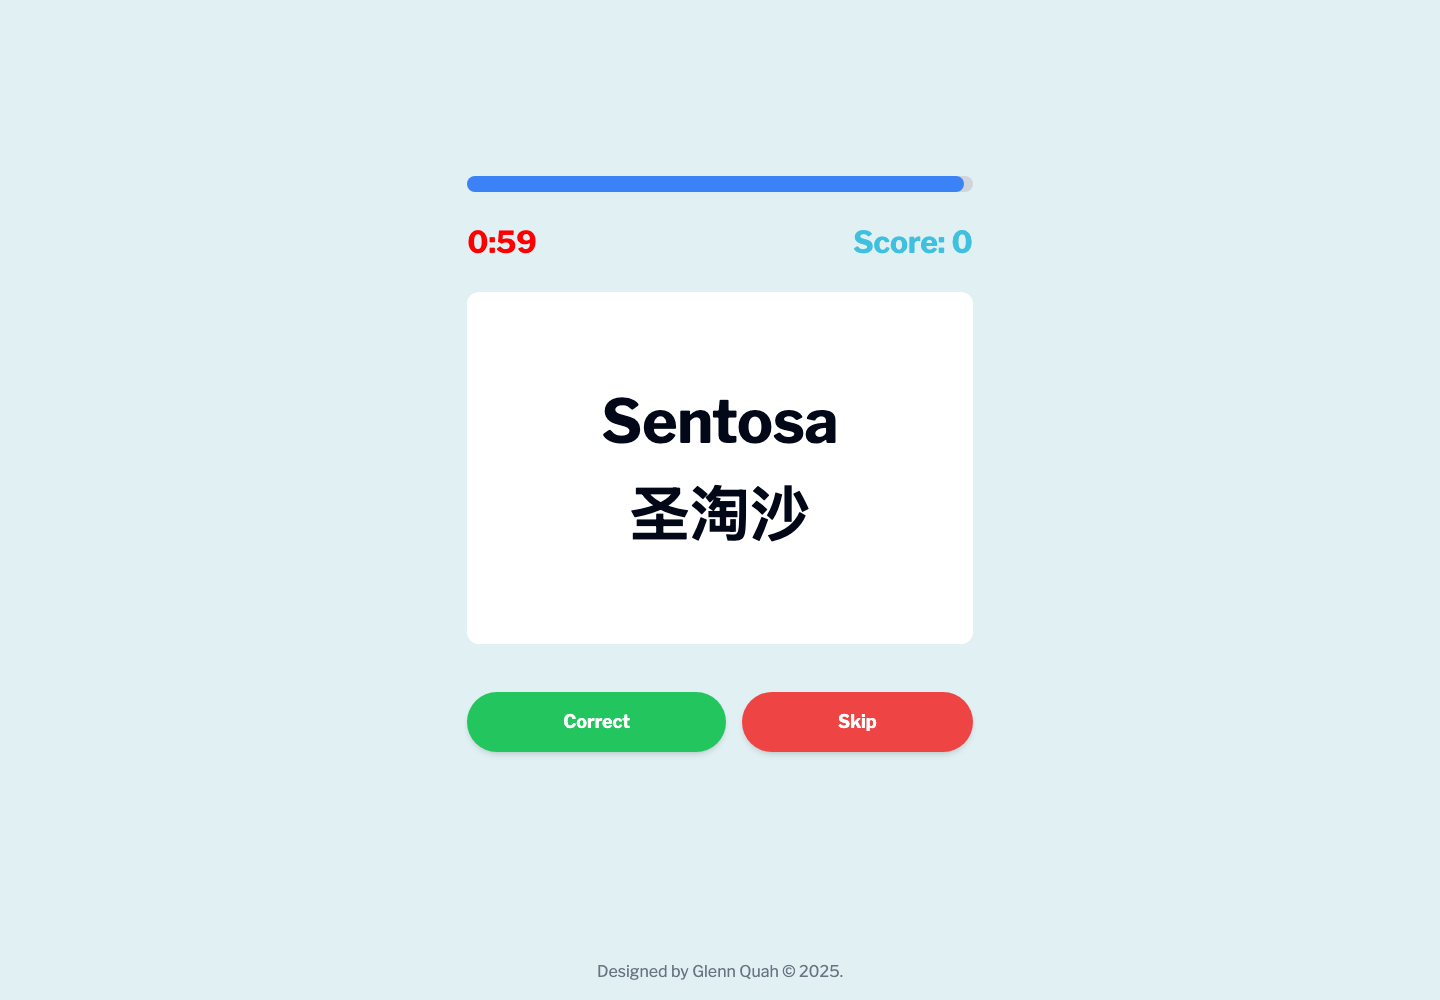 0:59
Score: 0
Sentosa
圣淘沙
Correct
Skip
Designed by Glenn Quah © 2025.